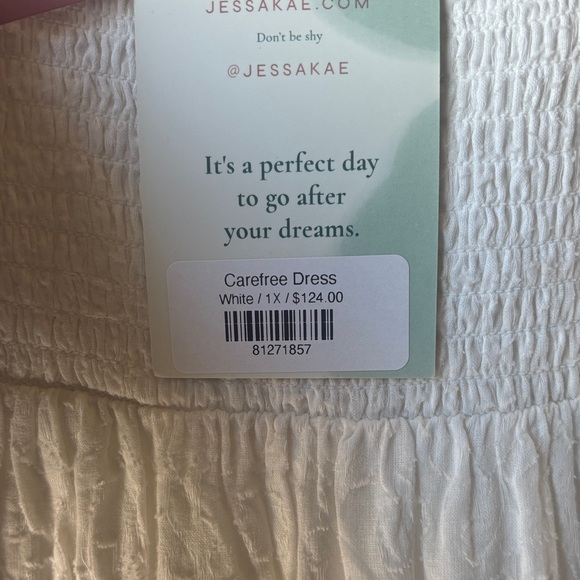 JESSAKAE.COM
Don't be shy
@JESSAKAE
It's a perfect day
to go after
your dreams.
Carefree Dress
White / 1X / $124.00
81271857